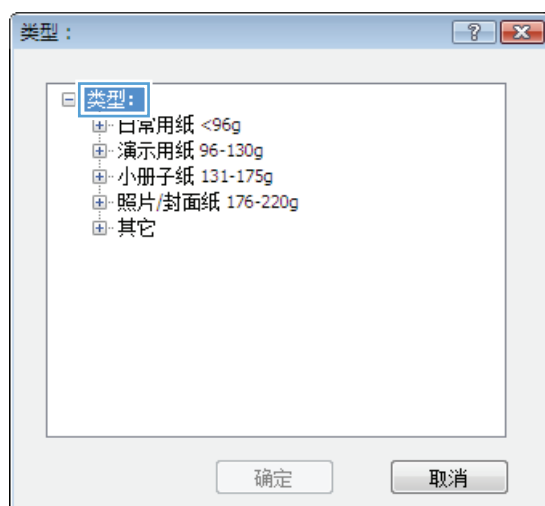 类型：
类型：
日常用纸 <96g
演示用纸 96-130g
小册子纸 131-175g
照片/封面纸 176-220g
其它
确定
取消